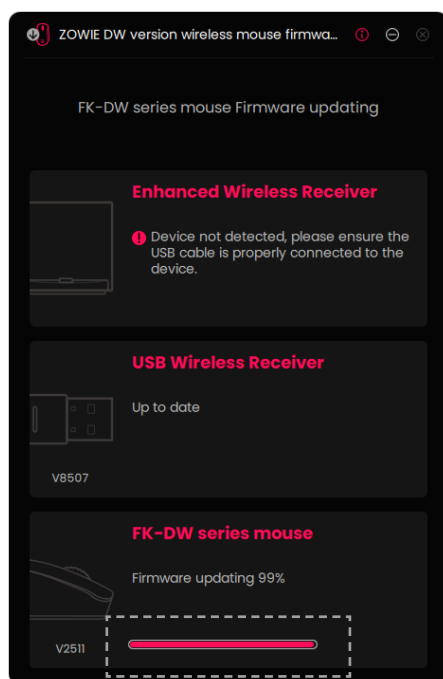 ZOWIE DW version wireless mouse firmwa...
FK-DW series mouse Firmware updating
Enhanced Wireless Receiver
Device not detected, please ensure the
USB cable is properly connected to the
device.
USB Wireless Receiver
Up to date
V8507
FK-DW series mouse
Firmware updating 99%
V2511